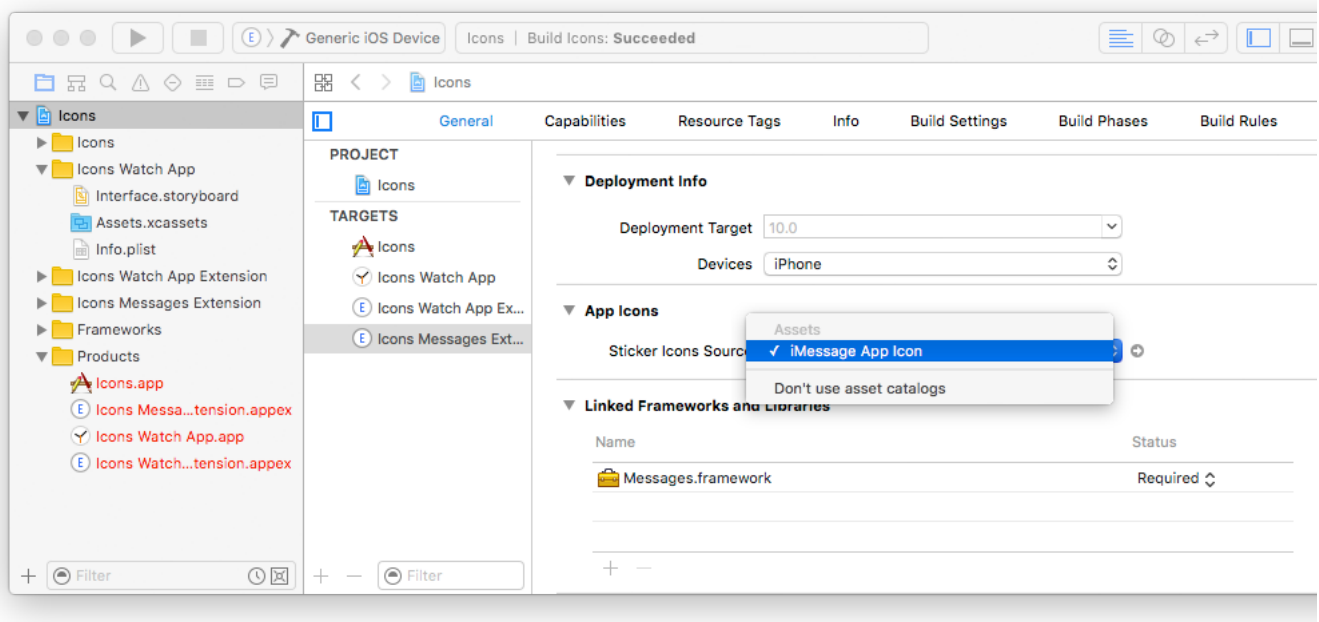 Generic iOS Device
Icons | Build Icons: Succeeded
Icons
General Capabilities Resource Tags Info Build Settings Build Phases Build Rules
Icons
Icons
Icons Watch App
Interface.storyboard
Assets.xcassets
Info.plist
Icons Watch App Extension
Icons Messages Extension
Frameworks
Products
Icons.app
Icons Messa...tension.appex
Icons Watch App.app
Icons Watch...tension.appex
Filter
PROJECT
Icons
TARGETS
Icons
Icons Watch App
Icons Watch App Ex...
Icons Messages Ext...
Filter
Deployment Info
Deployment Target 10.0
Devices iPhone
App Icons
Sticker Icons Source
Assets
✓ iMessage App Icon
Don't use asset catalogs
Linked Frameworks and Libraries
Name Status
Messages.framework Required